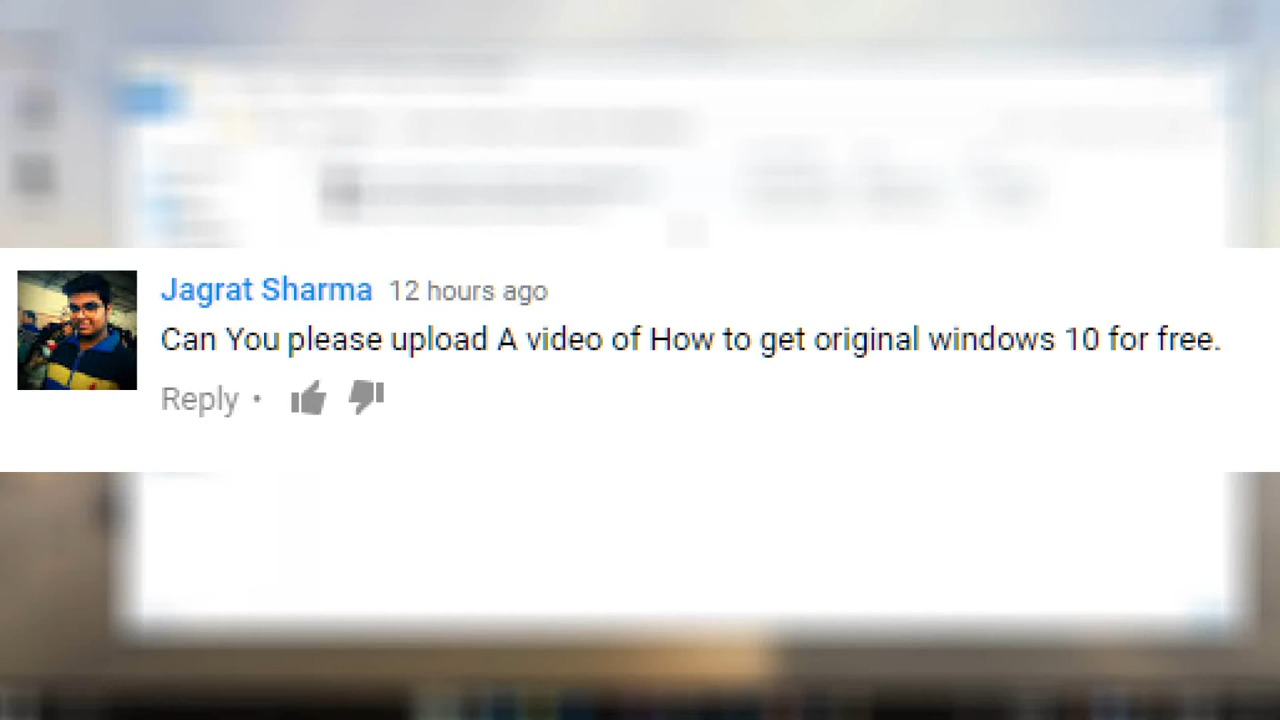 Jagrat Sharma 12 hours ago
Can You please upload A video of How to get original windows 10 for free.
Reply •